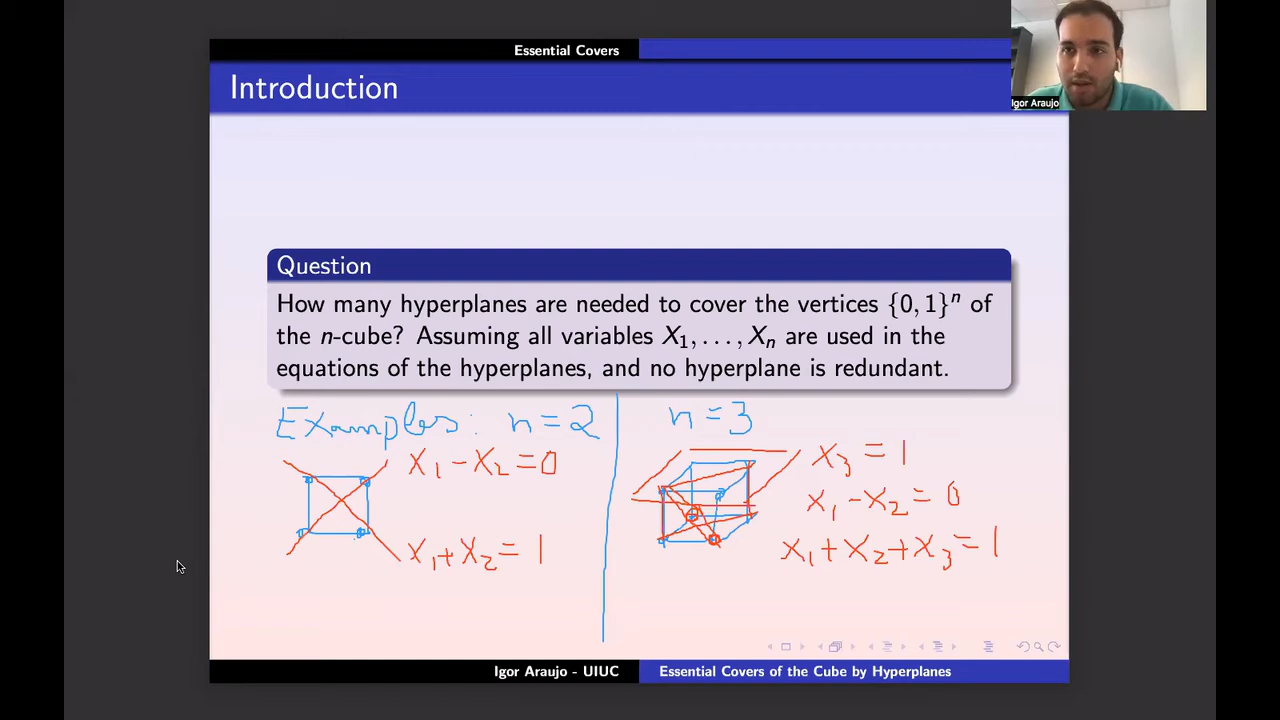 Essential Covers
Introduction
Igor Araujo
Question
How many hyperplanes are needed to cover the vertices {0, 1}ⁿ of
the n-cube? Assuming all variables X₁, . . . , Xₙ are used in the
equations of the hyperplanes, and no hyperplane is redundant.
Examples: n=2
n=3
x₁-x₂=0
x₁+x₂=1
x₃=1
x₁-x₂=0
x₁+x₂+x₃=1
Igor Araujo - UIUC
Essential Covers of the Cube by Hyperplanes